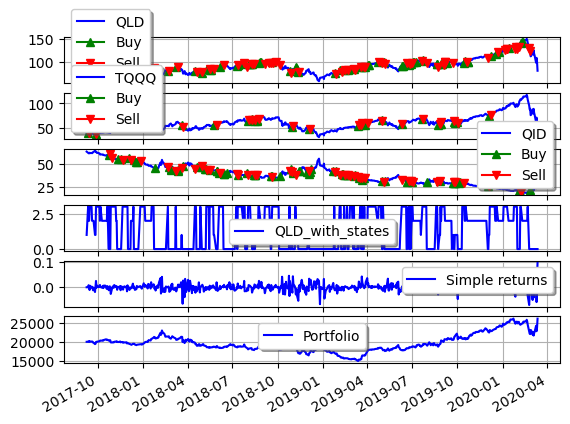 QLD
Buy
Sell
150
100
TQQQ
Buy
Sell
100
50
QID
Buy
Sell
50
25
QLD_with_states
2.5
0.0
Simple returns
0.1
0.0
Portfolio
25000
20000
15000
2017-10
2018-01
2018-04
2018-07
2018-10
2019-01
2019-04
2019-07
2019-10
2020-01
2020-04